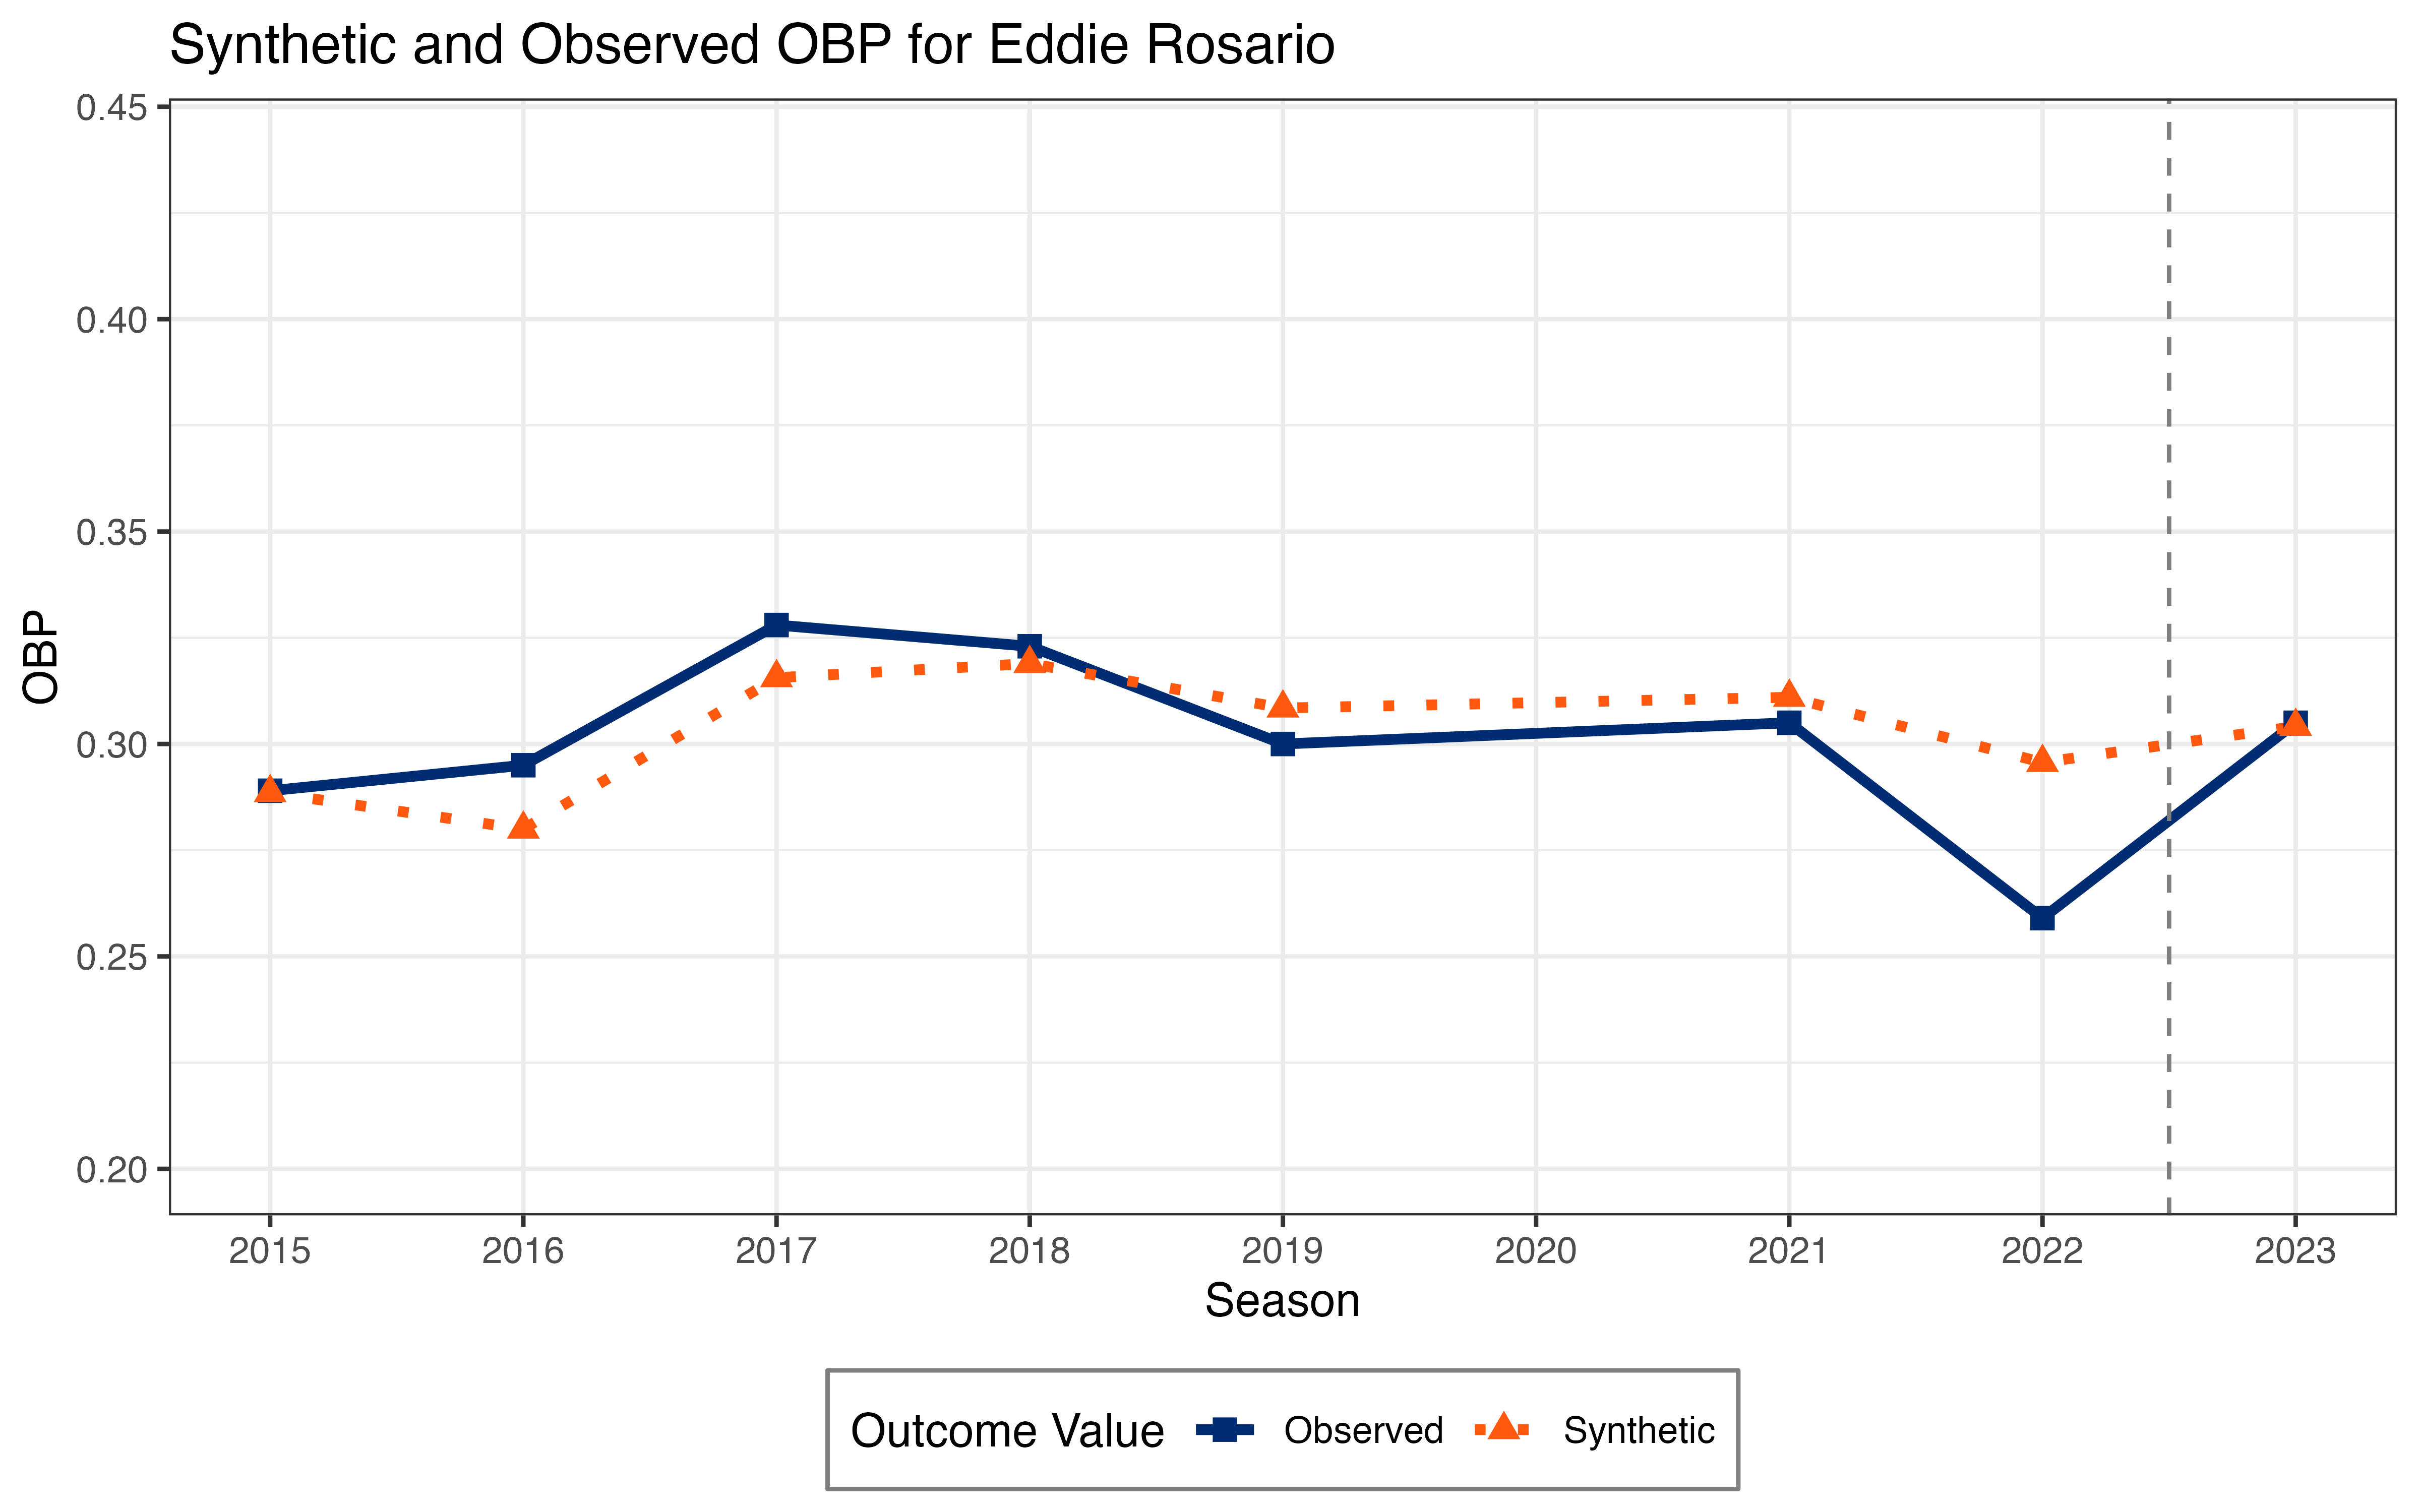 Synthetic and Observed OBP for Eddie Rosario
0.45
0.40
0.35
0.30
0.25
0.20
OBP
2015 2016 2017 2018 2019 2020 2021 2022 2023
Season
Outcome Value Observed Synthetic